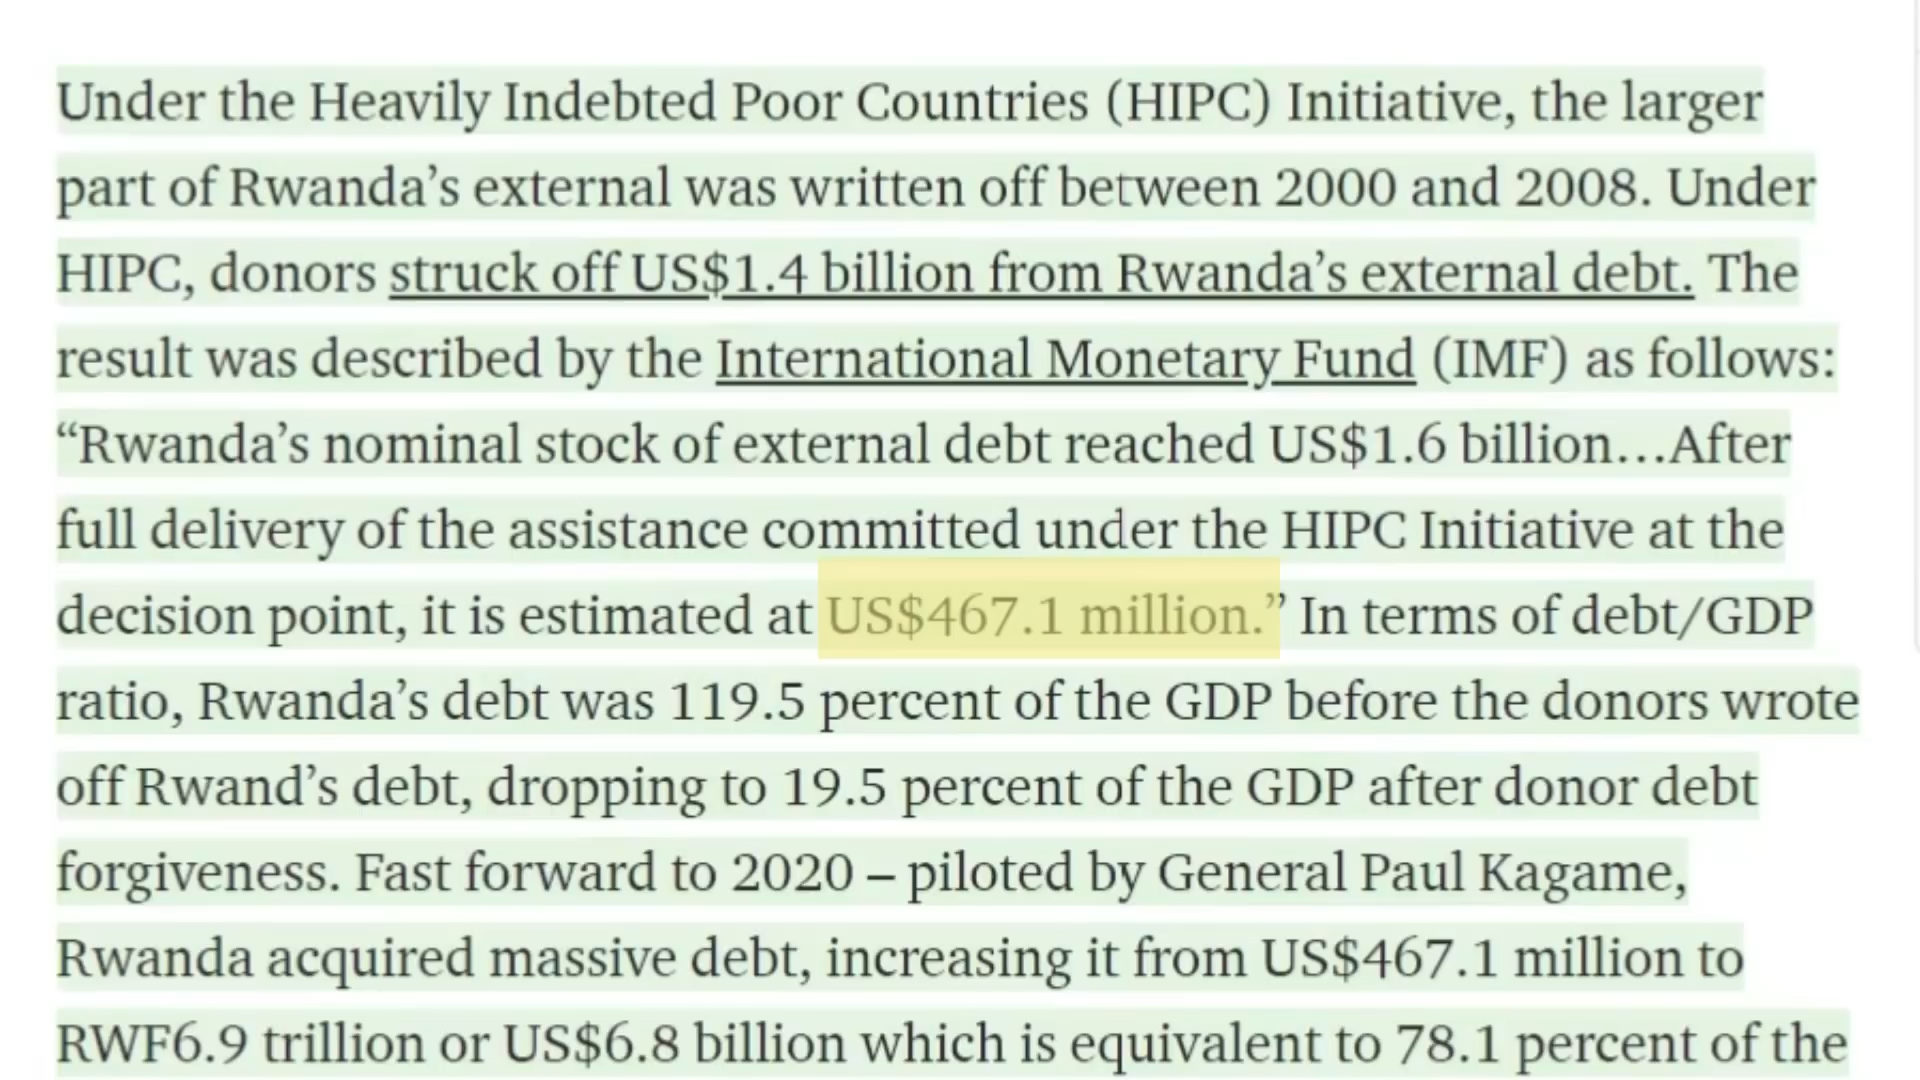 Under the Heavily Indebted Poor Countries (HIPC) Initiative, the larger
part of Rwanda’s external was written off between 2000 and 2008. Under
HIPC, donors struck off US$1.4 billion from Rwanda’s external debt. The
result was described by the International Monetary Fund (IMF) as follows:
“Rwanda’s nominal stock of external debt reached US$1.6 billion…After
full delivery of the assistance committed under the HIPC Initiative at the
decision point, it is estimated at US$467.1 million.” In terms of debt/GDP
ratio, Rwanda’s debt was 119.5 percent of the GDP before the donors wrote
off Rwand’s debt, dropping to 19.5 percent of the GDP after donor debt
forgiveness. Fast forward to 2020 – piloted by General Paul Kagame,
Rwanda acquired massive debt, increasing it from US$467.1 million to
RWF6.9 trillion or US$6.8 billion which is equivalent to 78.1 percent of the